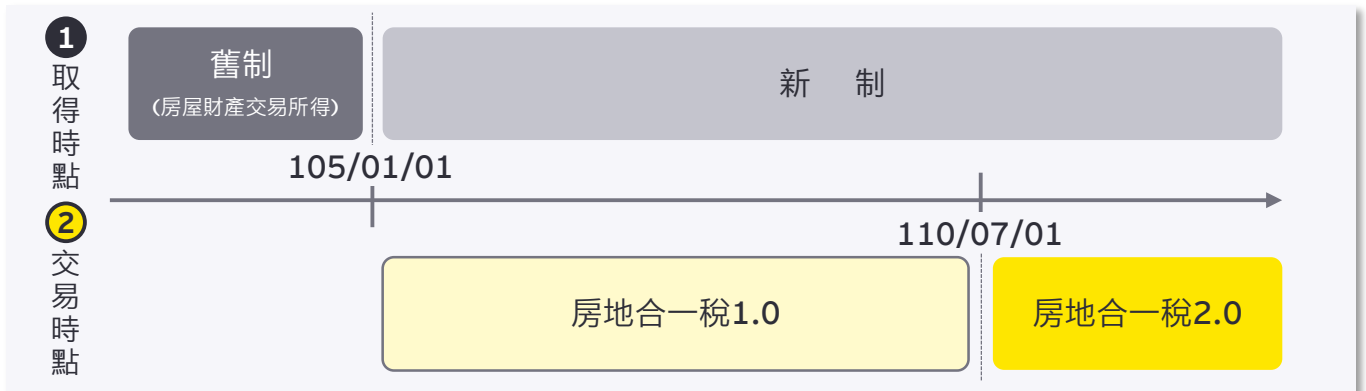 1
取得時點
舊制
(房屋財產交易所得)
新 制
105/01/01
110/07/01
2
交易時點
房地合一稅1.0
房地合一稅2.0